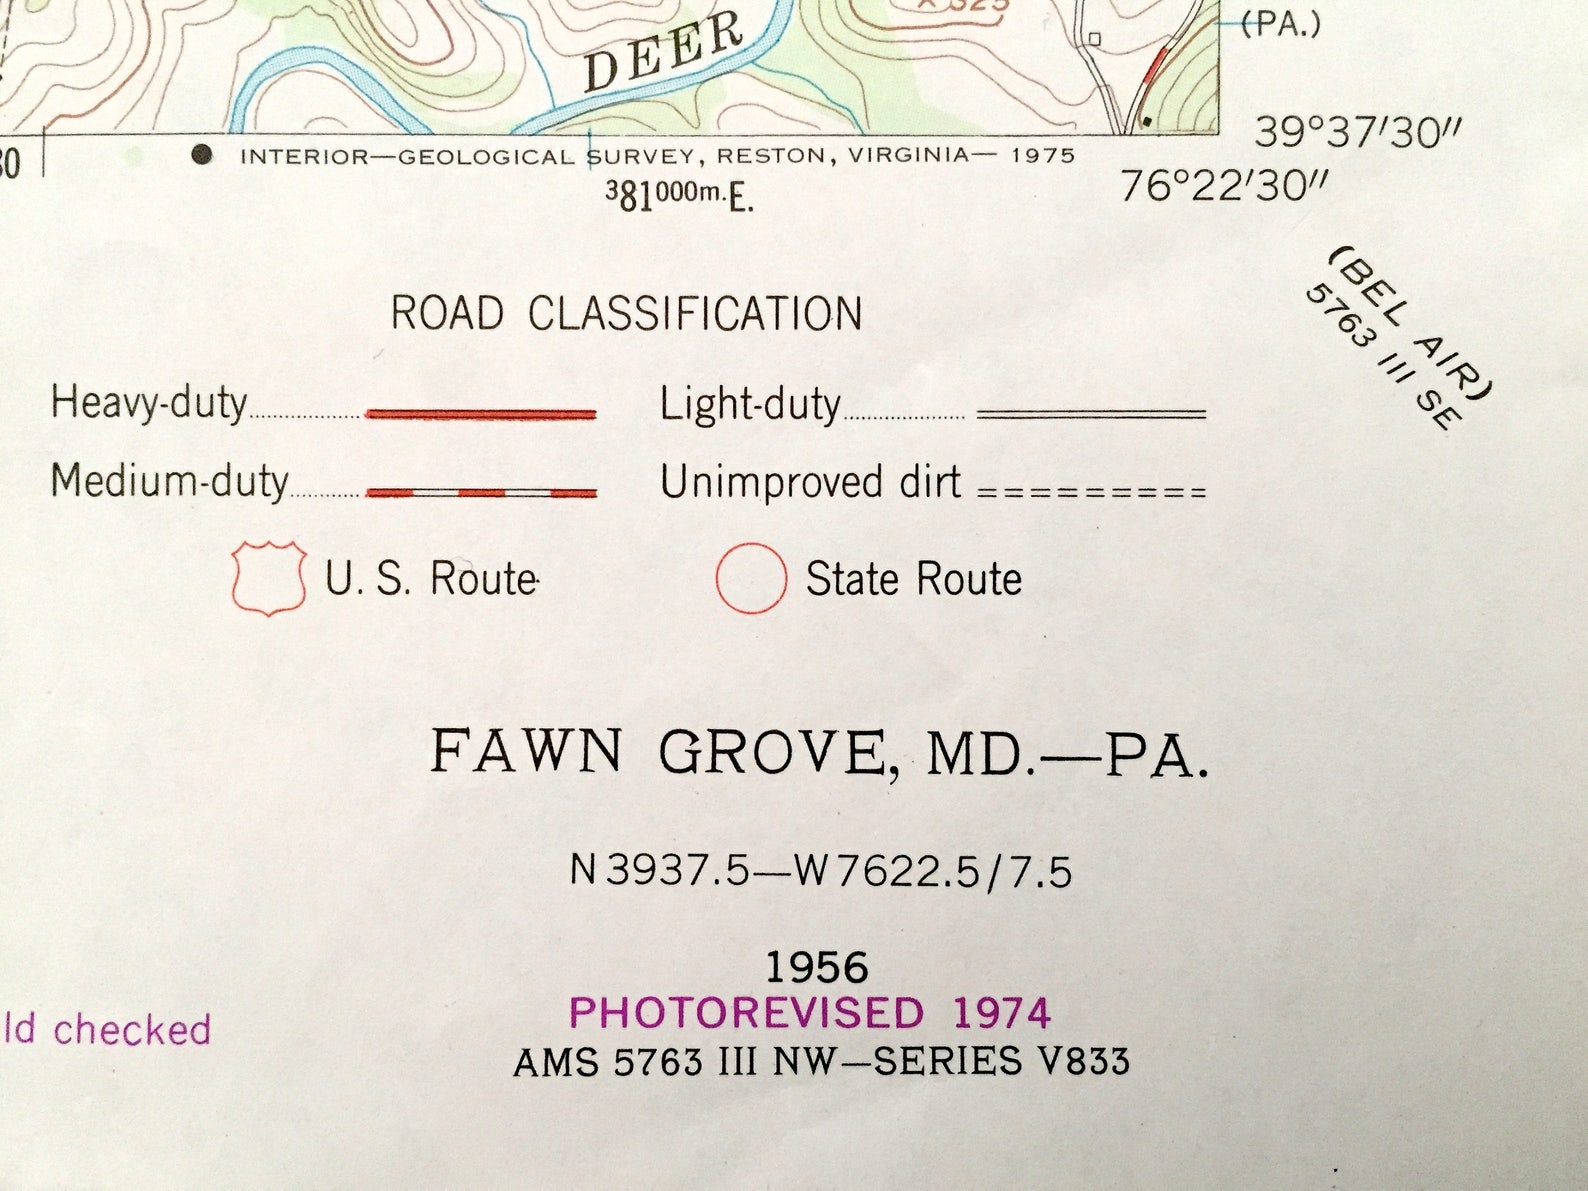 × 325
DEER
(PA.)
39°37′30″
30
INTERIOR—GEOLOGICAL SURVEY, RESTON, VIRGINIA— 1975
76°22′30″
381000m.E.
(BEL AIR)
5763 III SE
ROAD CLASSIFICATION
Heavy-duty
Light-duty
Medium-duty
Unimproved dirt
U. S. Route
State Route
FAWN GROVE, MD.—PA.
N3937.5—W7622.5/7.5
1956
PHOTOREVISED 1974
AMS 5763 III NW—SERIES V833
ld checked